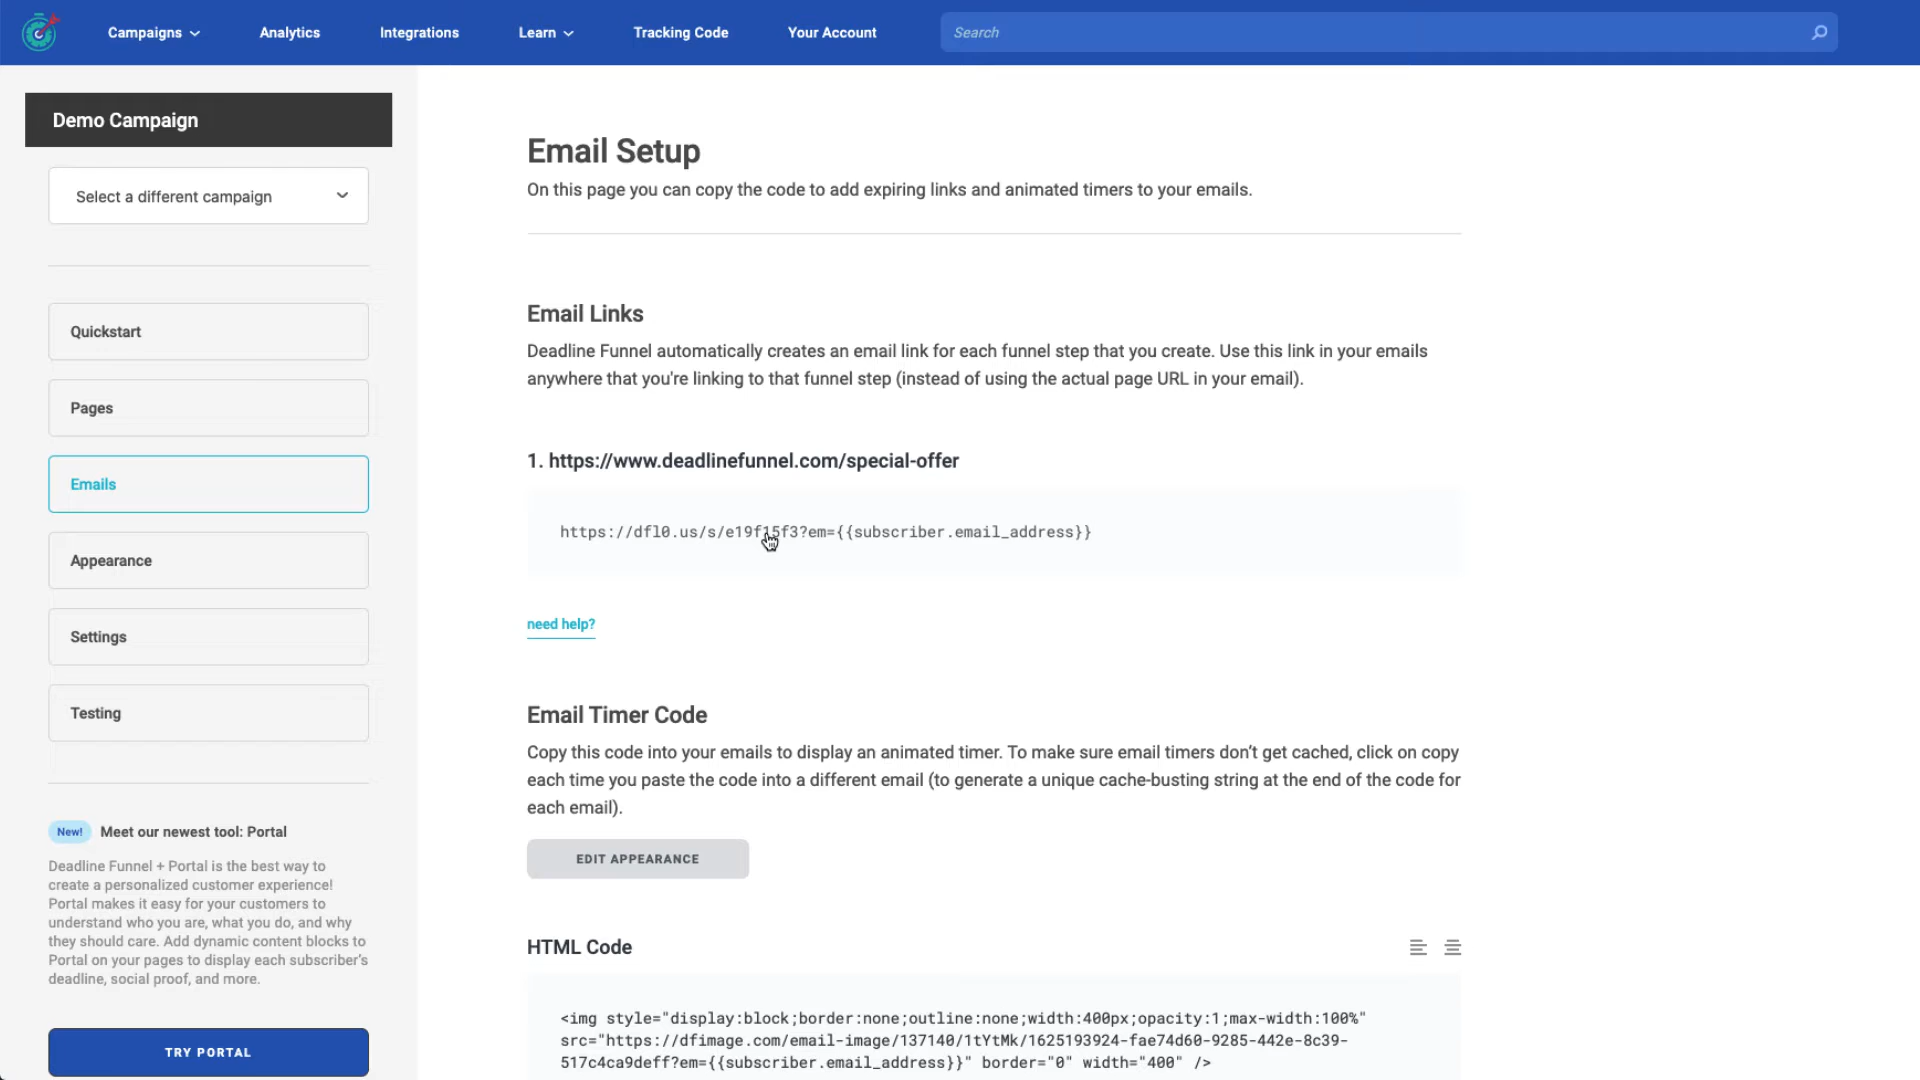 Campaigns
Analytics
Integrations
Learn
Tracking Code
Your Account
Search
Demo Campaign
Select a different campaign
Quickstart
Pages
Emails
Appearance
Settings
Testing
New! Meet our newest tool: Portal
Deadline Funnel + Portal is the best way to
create a personalized customer experience!
Portal makes it easy for your customers to
understand who you are, what you do, and why
they should care. Add dynamic content blocks to
Portal on your pages to display each subscriber's
deadline, social proof, and more.
TRY PORTAL
Email Setup
On this page you can copy the code to add expiring links and animated timers to your emails.
Email Links
Deadline Funnel automatically creates an email link for each funnel step that you create. Use this link in your emails
anywhere that you're linking to that funnel step (instead of using the actual page URL in your email).
1. https://www.deadlinefunnel.com/special-offer
https://dfl0.us/s/e19f15f3?em={{subscriber.email_address}}
need help?
Email Timer Code
Copy this code into your emails to display an animated timer. To make sure email timers don’t get cached, click on copy
each time you paste the code into a different email (to generate a unique cache-busting string at the end of the code for
each email).
EDIT APPEARANCE
HTML Code
<img style="display:block;border:none;outline:none;width:400px;opacity:1;max-width:100%"
src="https://dfimage.com/email-image/137140/1tYtMk/1625193924-fae74d60-9285-442e-8c39-
517c4ca9deff?em={{subscriber.email_address}}" border="0" width="400" />